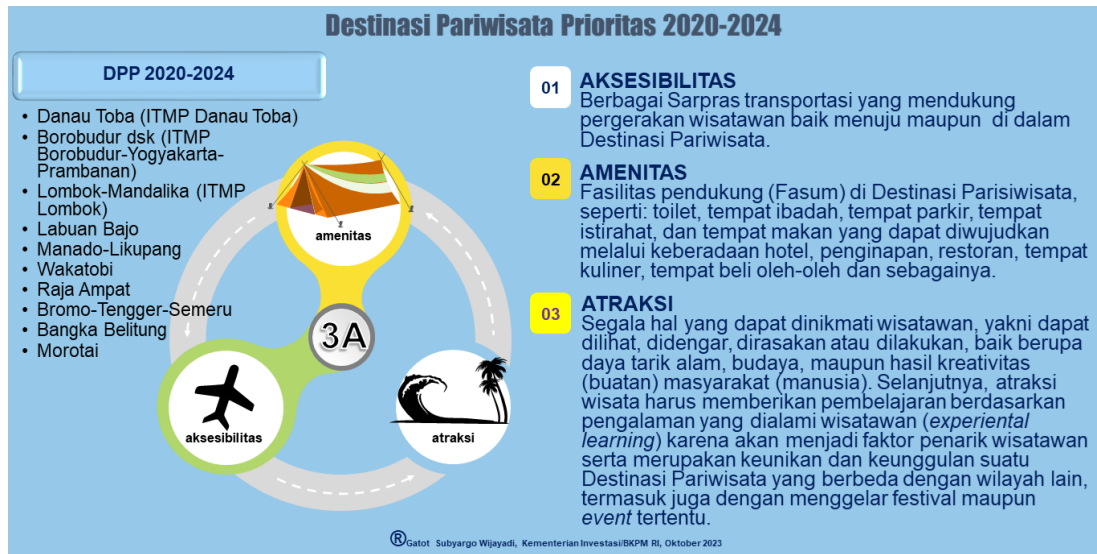 Destinasi Pariwisata Prioritas 2020-2024
DPP 2020-2024
• Danau Toba (ITMP Danau Toba)
• Borobudur dsk (ITMP
Borobudur-Yogyakarta-
Prambanan)
• Lombok-Mandalika (ITMP
Lombok)
• Labuan Bajo
• Manado-Likupang
• Wakatobi
• Raja Ampat
• Bromo-Tengger-Semeru
• Bangka Belitung
• Morotai
amenitas
3A
aksesibilitas
atraksi
01 AKSESIBILITAS
Berbagai Sarpras transportasi yang mendukung
pergerakan wisatawan baik menuju maupun di dalam
Destinasi Pariwisata.
02 AMENITAS
Fasilitas pendukung (Fasum) di Destinasi Parisiwisata,
seperti: toilet, tempat ibadah, tempat parkir, tempat
istirahat, dan tempat makan yang dapat diwujudkan
melalui keberadaan hotel, penginapan, restoran, tempat
kuliner, tempat beli oleh-oleh dan sebagainya.
03 ATRAKSI
Segala hal yang dapat dinikmati wisatawan, yakni dapat
dilihat, didengar, dirasakan atau dilakukan, baik berupa
daya tarik alam, budaya, maupun hasil kreativitas
(buatan) masyarakat (manusia). Selanjutnya, atraksi
wisata harus memberikan pembelajaran berdasarkan
pengalaman yang dialami wisatawan (experiential
learning) karena akan menjadi faktor penarik wisatawan
serta merupakan keunikan dan keunggulan suatu
Destinasi Pariwisata yang berbeda dengan wilayah lain,
termasuk juga dengan menggelar festival maupun
event tertentu.
®Gatot Subyargo Wijayadi, Kementerian Investasi/BKPM RI, Oktober 2023